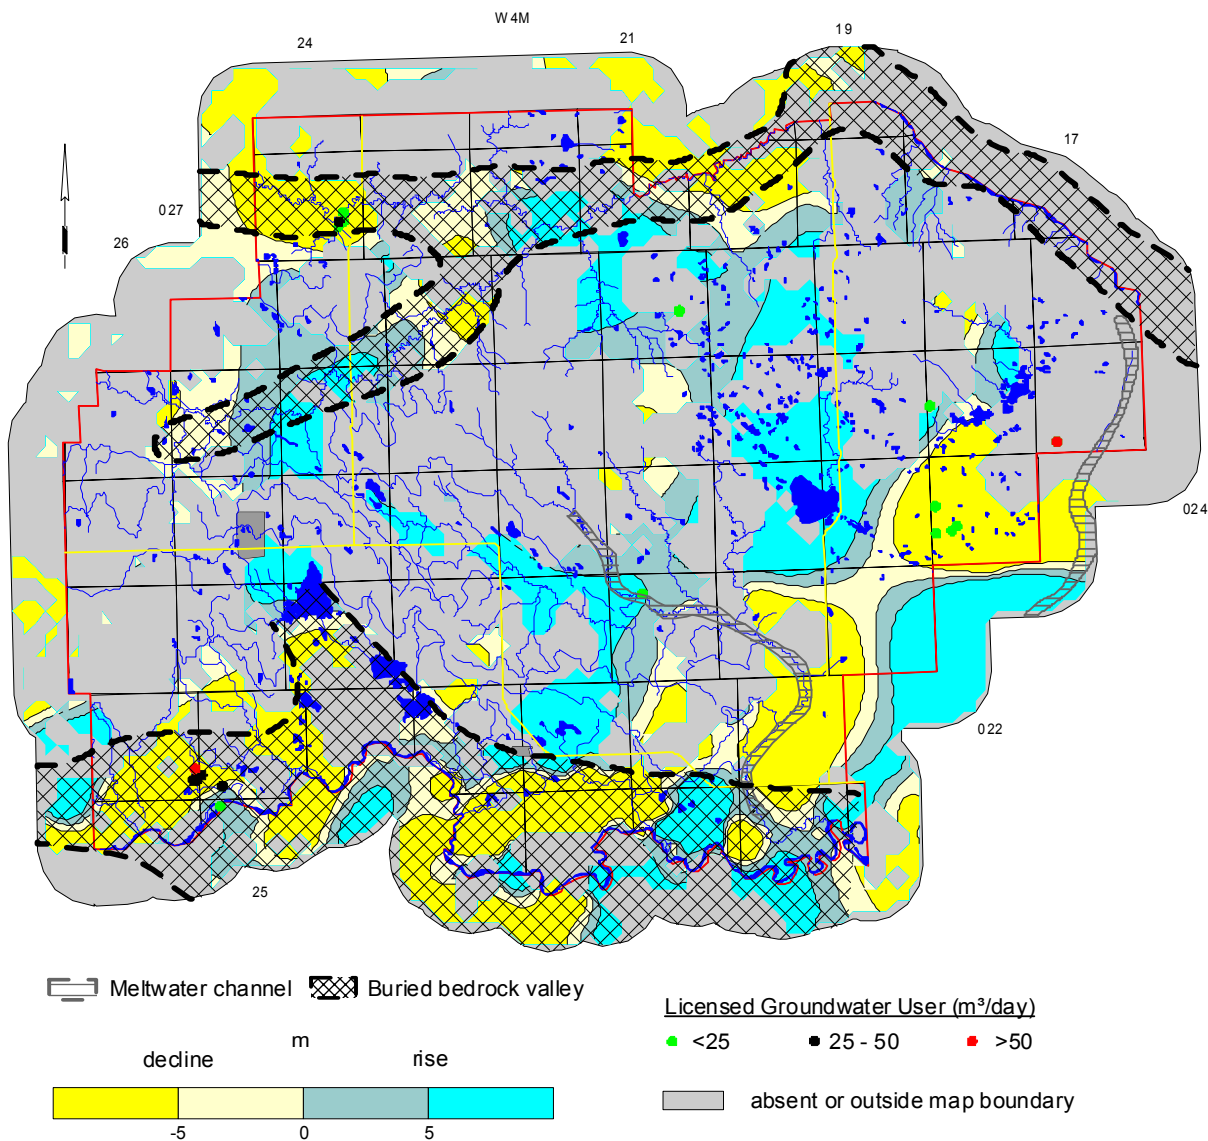 W 4M
24
21
19
17
027
26
024
022
25
Meltwater channel
Buried bedrock valley
Licensed Groundwater User (m³/day)
<25
25 - 50
>50
m
decline
rise
absent or outside map boundary
-5
0
5